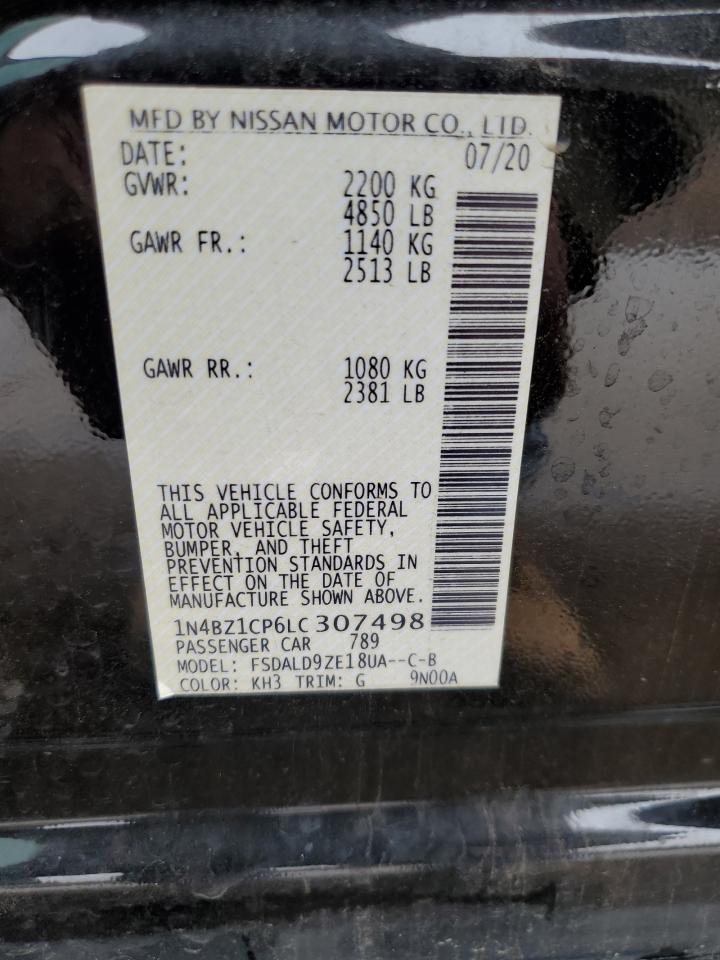 MFD BY NISSAN MOTOR CO., LTD.
DATE: 07/20
GVWR: 2200 KG
4850 LB
GAWR FR.: 1140 KG
2513 LB
GAWR RR.: 1080 KG
2381 LB
THIS VEHICLE CONFORMS TO
ALL APPLICABLE FEDERAL
MOTOR VEHICLE SAFETY,
BUMPER, AND THEFT
PREVENTION STANDARDS IN
EFFECT ON THE DATE OF
MANUFACTURE SHOWN ABOVE.
1N4BZ1CP6LC 307498
PASSENGER CAR 789
MODEL: FSDALD9ZE18UA--C-B
COLOR: KH3 TRIM: G 9N00A